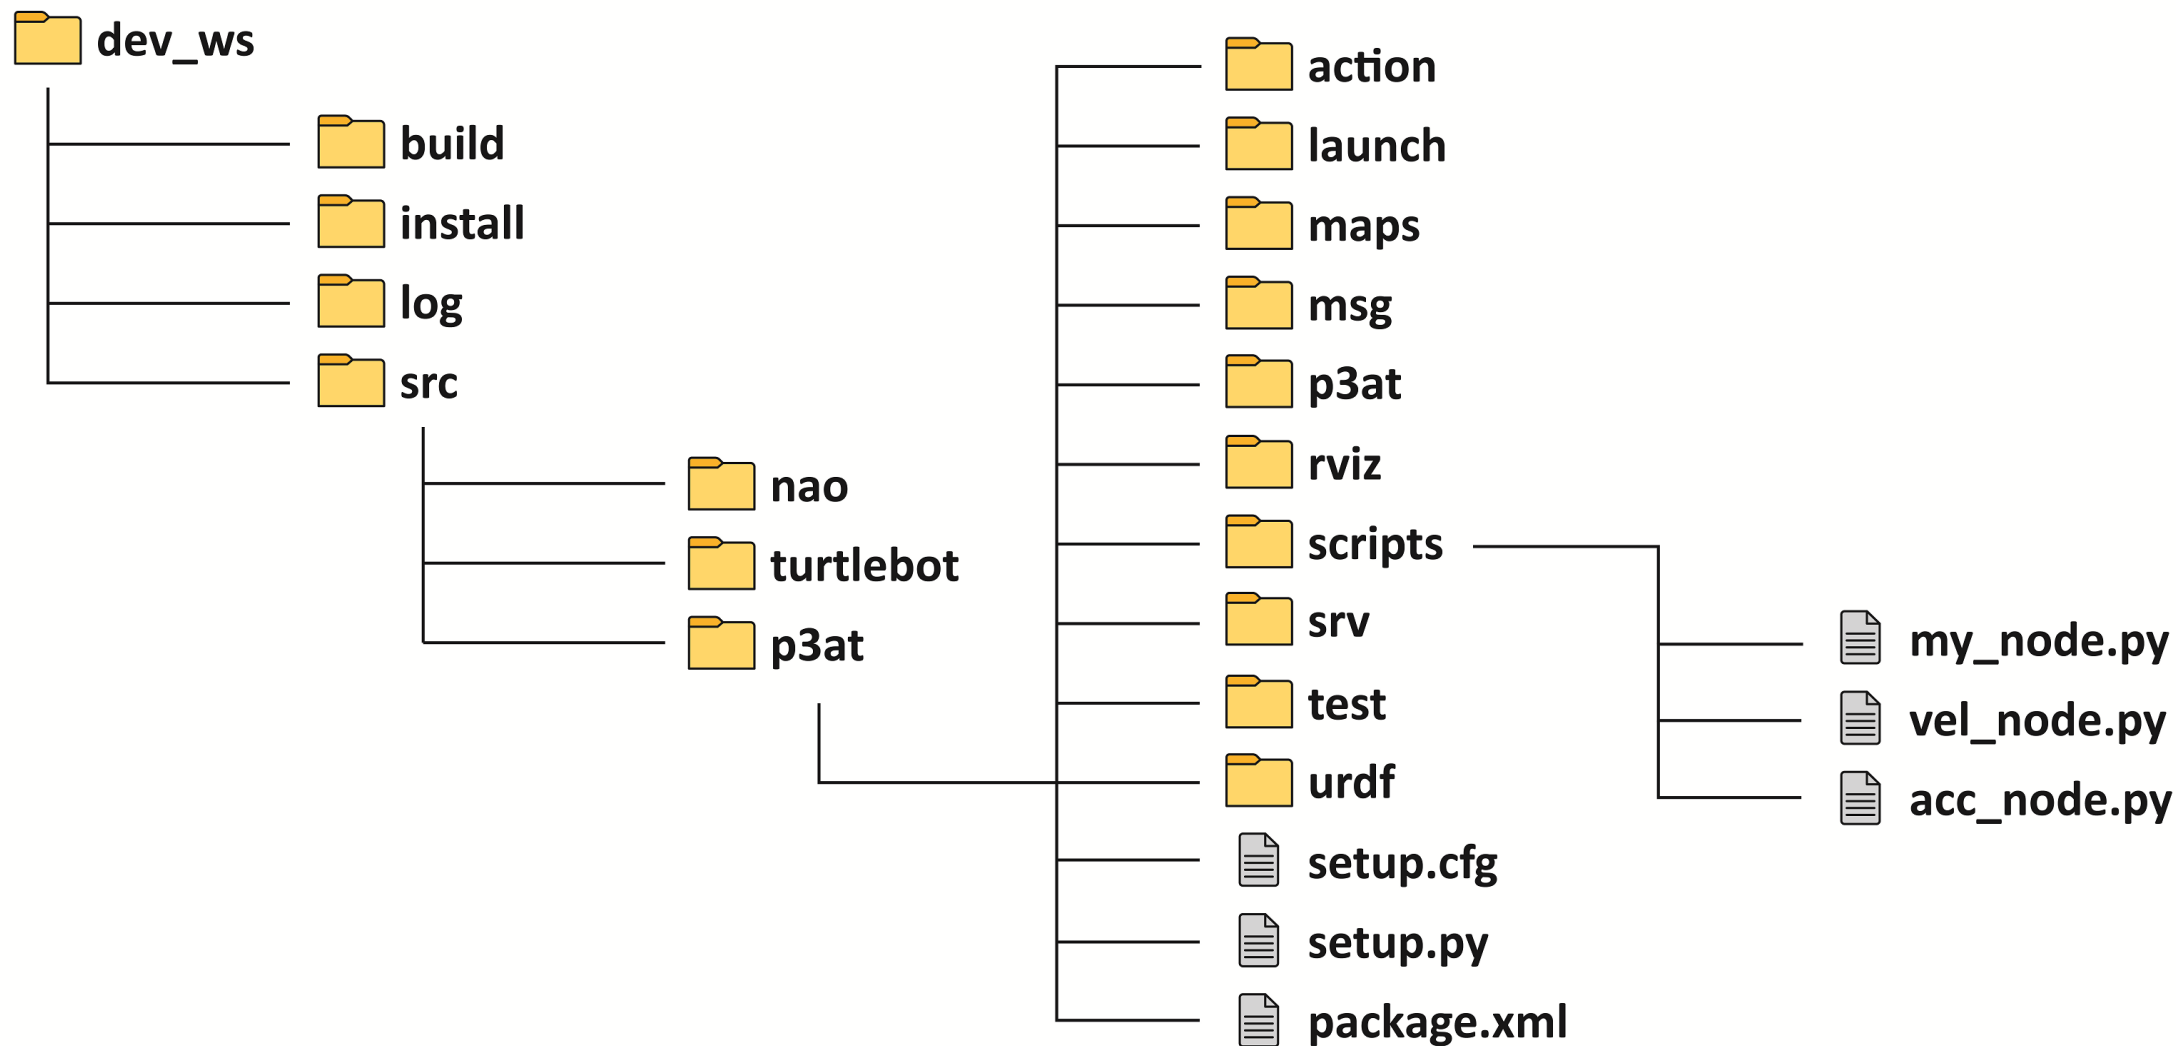 dev_ws
build
install
log
src
nao
turtlebot
p3at
action
launch
maps
msg
p3at
rviz
scripts
srv
test
urdf
setup.cfg
setup.py
package.xml
my_node.py
vel_node.py
acc_node.py